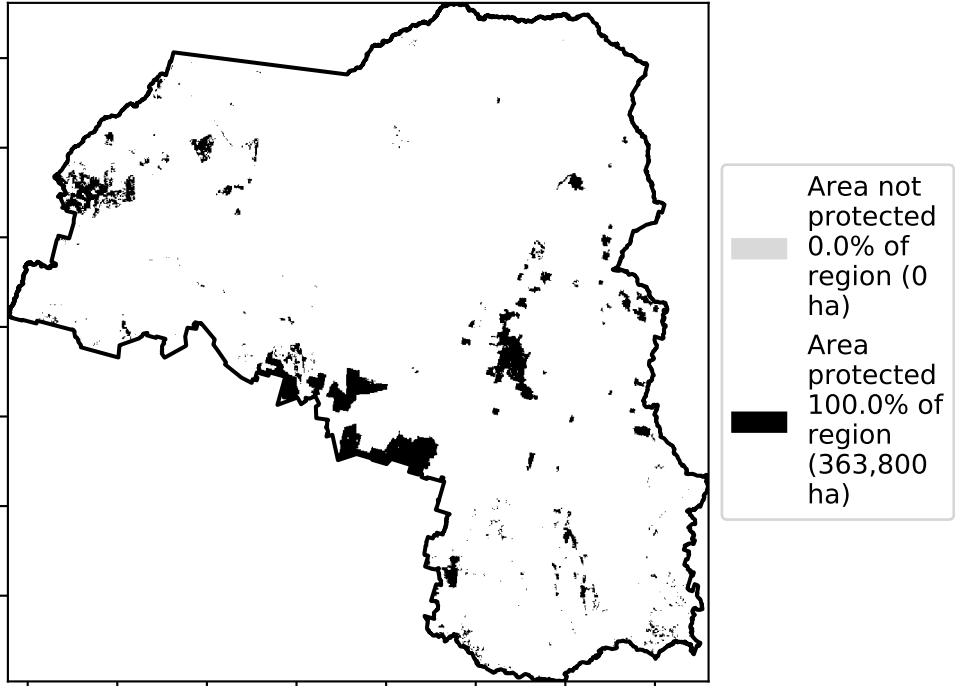 Area not
protected
0.0% of
region (0
ha)
Area
protected
100.0% of
region
(363,800
ha)